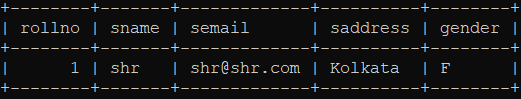 +--------+-------+-------------+----------+--------+
| rollno | sname | semail      | saddress | gender |
+--------+-------+-------------+----------+--------+
|      1 | shr   | shr@shr.com | Kolkata  | F      |
+--------+-------+-------------+----------+--------+